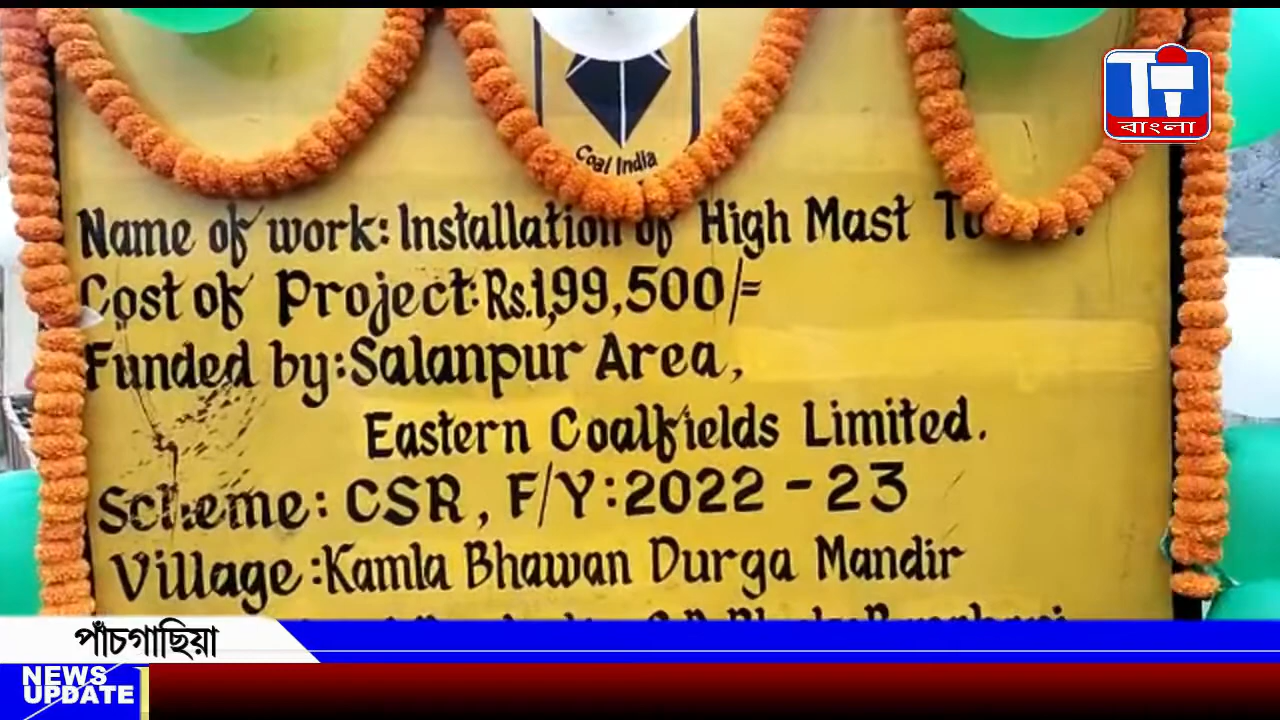 Coal India
বাংলা
Name of work: Installation of High Mast
Cost of Project: Rs.1,99,500/=
Funded by: Salanpur Area,
Eastern Coalfields Limited.
Scheme: CSR, F/Y: 2022 - 23
Village: Kamla Bhawan Durga Mandir
পাঁচগাছিয়া
NEWS
UPDATE